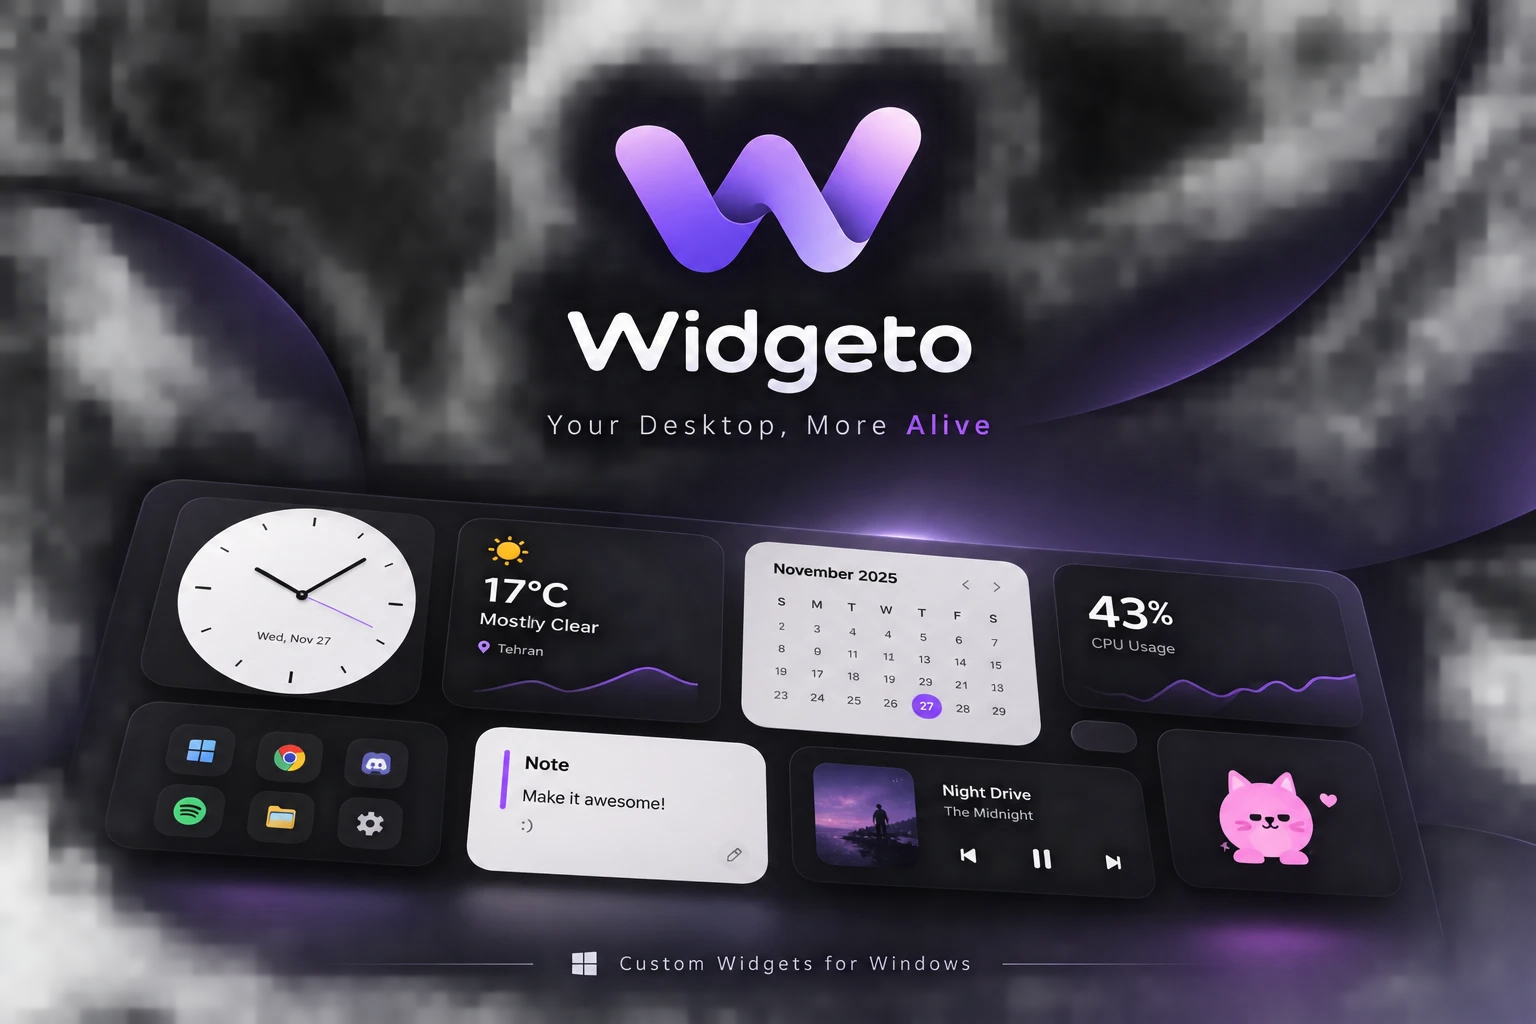 Widgeto
Your Desktop, More Alive
Wed, Nov 27
17°C
Mostly Clear
Tehran
November 2025
< >
S M T W T F S
2 3 4 4 5 6 7
8 9 11 11 13 14 15
19 17 18 19 29 21 13
23 24 25 26 27 28 29
43%
CPU Usage
Note
Make it awesome!
:)
Night Drive
The Midnight
Custom Widgets for Windows